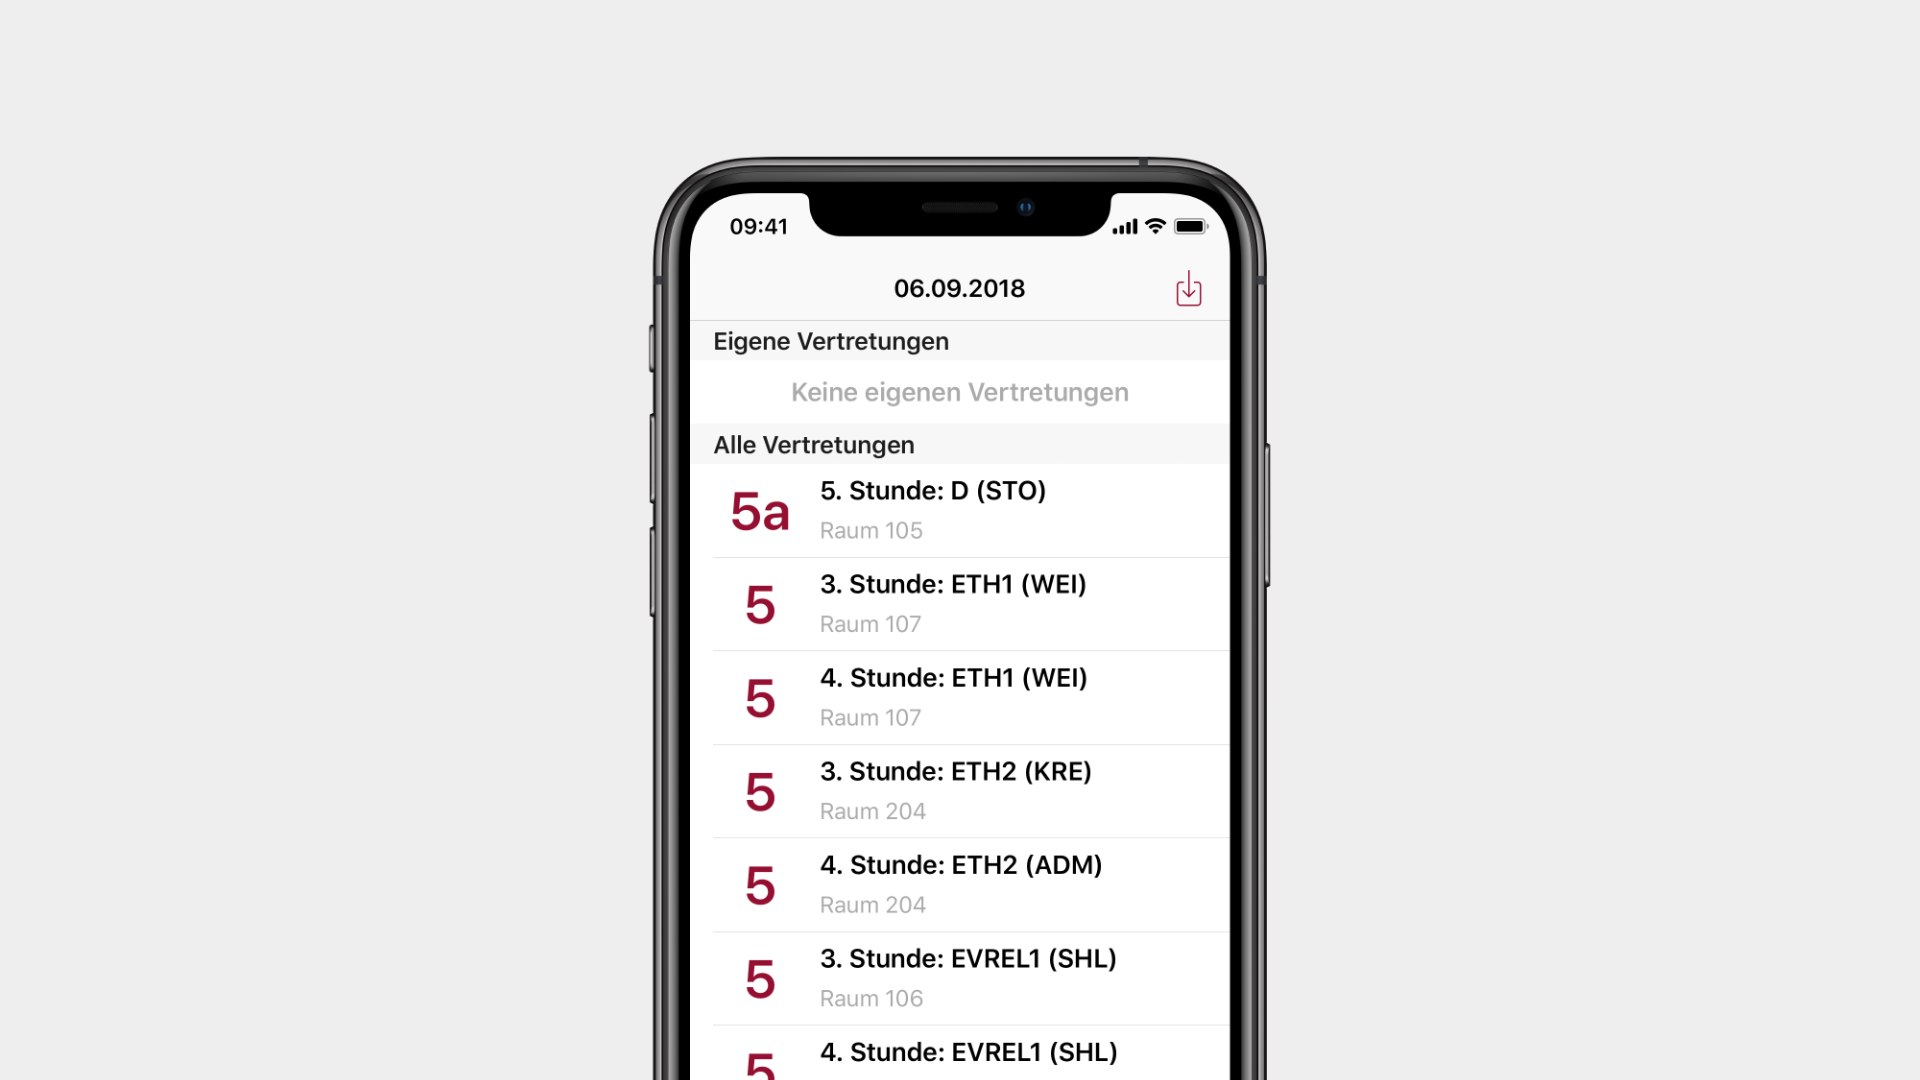 09:41
06.09.2018
Eigene Vertretungen
Keine eigenen Vertretungen
Alle Vertretungen
5a
5. Stunde: D (STO)
Raum 105
5
3. Stunde: ETH1 (WEI)
Raum 107
5
4. Stunde: ETH1 (WEI)
Raum 107
5
3. Stunde: ETH2 (KRE)
Raum 204
5
4. Stunde: ETH2 (ADM)
Raum 204
5
3. Stunde: EVREL1 (SHL)
Raum 106
5
4. Stunde: EVREL1 (SHL)